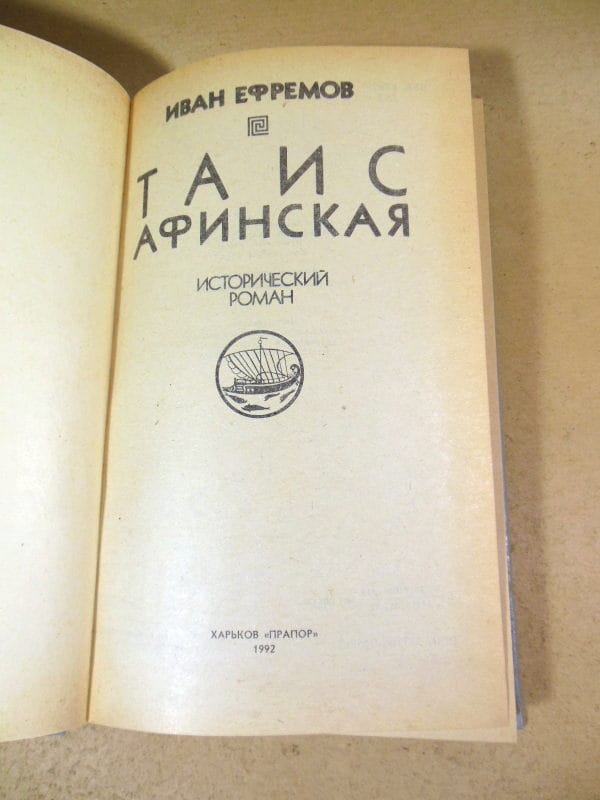 ИВАН ЕФРЕМОВ
ТАИС
АФИНСКАЯ
ИСТОРИЧЕСКИЙ
РОМАН
ХАРЬКОВ «ПРАПОР»
1992